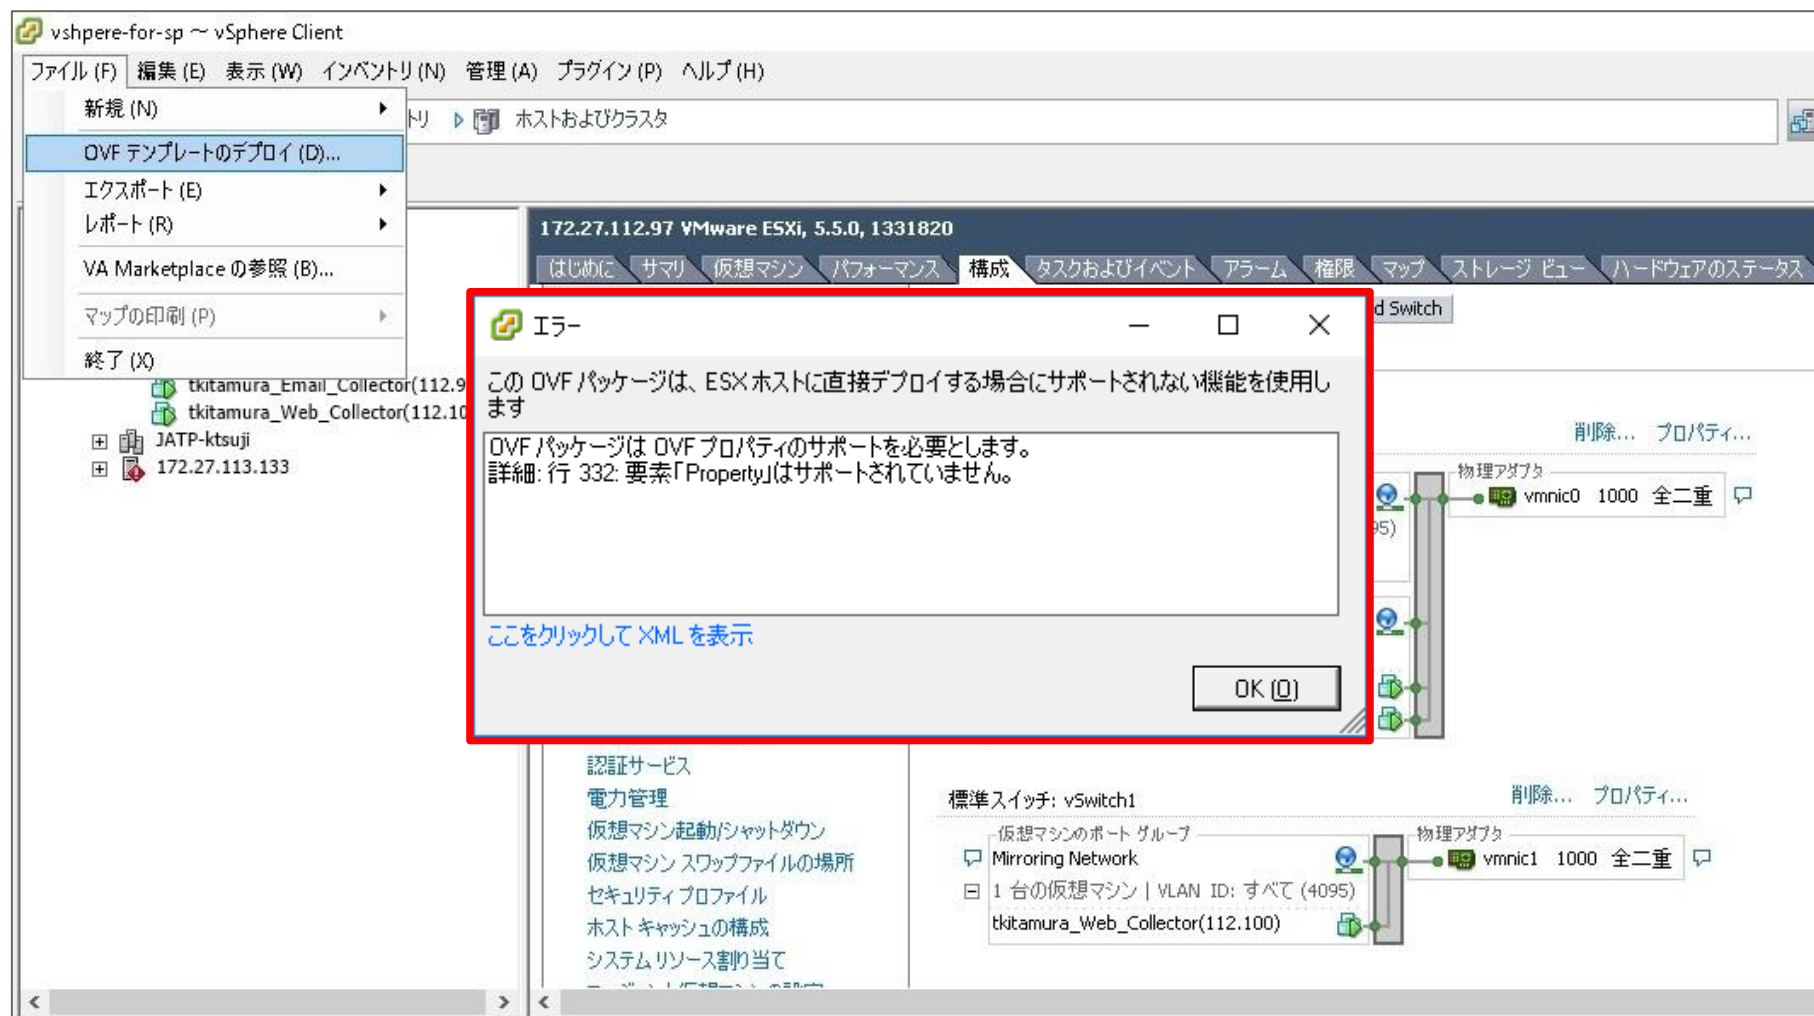 vshpere-for-sp ～ vSphere Client
ファイル (F) 編集 (E) 表示 (W) インベントリ (N) 管理 (A) プラグイン (P) ヘルプ (H)
新規 (N)
OVF テンプレートのデプロイ (D)...
エクスポート (E)
レポート (R)
VA Marketplace の参照 (B)...
マップの印刷 (P)
終了 (X)
トリ ホストおよびクラスタ
tkitamura_Email_Collector(112.9
tkitamura_Web_Collector(112.10
JATP-ktsuji
172.27.113.133
172.27.112.97 VMware ESXi, 5.5.0, 1331820
はじめに サマリ 仮想マシン パフォーマンス 構成 タスクおよびイベント アラーム 権限 マップ ストレージ ビュー ハードウェアのステータス
d Switch
エラー
この OVF パッケージは、ESX ホストに直接デプロイする場合にサポートされない機能を使用し
ます
OVF パッケージは OVF プロパティのサポートを必要とします。
詳細: 行 332: 要素「Property」はサポートされていません。
ここをクリックして XML を表示
OK (O)
削除... プロパティ...
物理アダプタ
vmnic0 1000 全二重
95)
認証サービス
電力管理
仮想マシン起動/シャットダウン
仮想マシン スワップファイルの場所
セキュリティ プロファイル
ホスト キャッシュの構成
システム リソース割り当て
標準スイッチ: vSwitch1
削除... プロパティ...
仮想マシンのポート グループ
Mirroring Network
1 台の仮想マシン | VLAN ID: すべて (4095)
tkitamura_Web_Collector(112.100)
物理アダプタ
vmnic1 1000 全二重